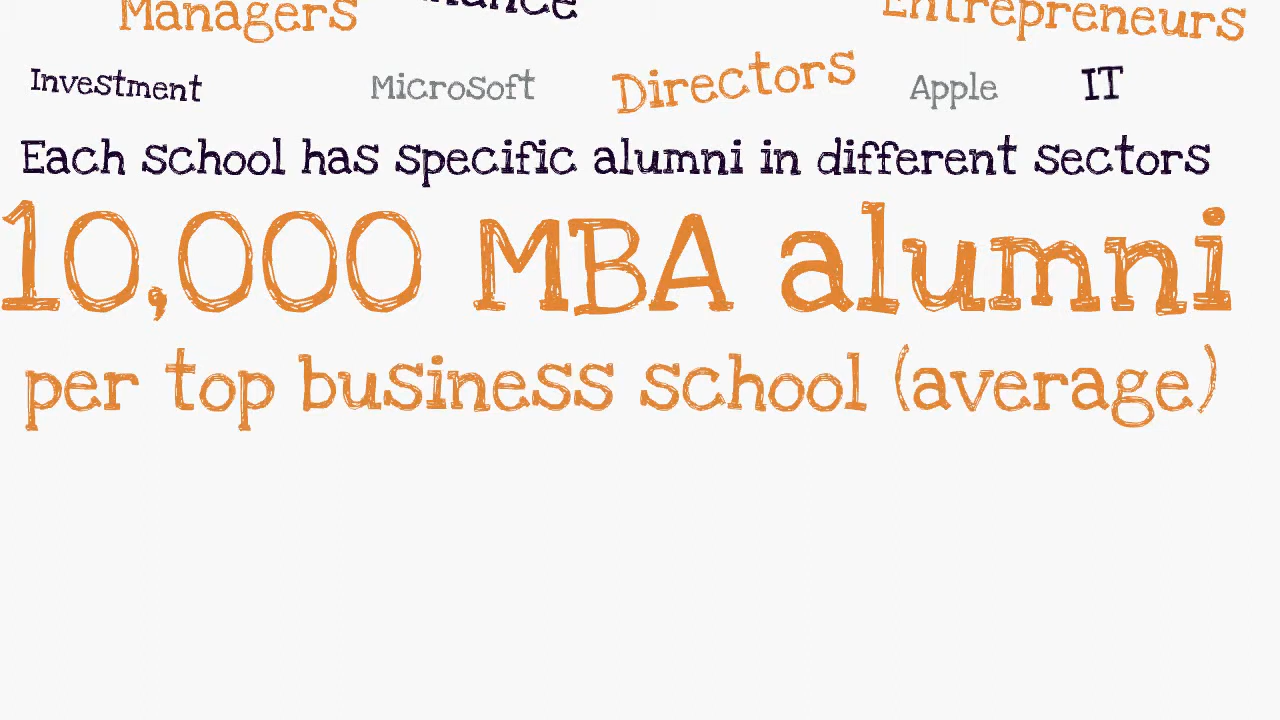 Managers Entrepreneurs
Investment Microsoft Directors Apple IT
Each school has specific alumni in different sectors
10,000 MBA alumni
per top business school (average)